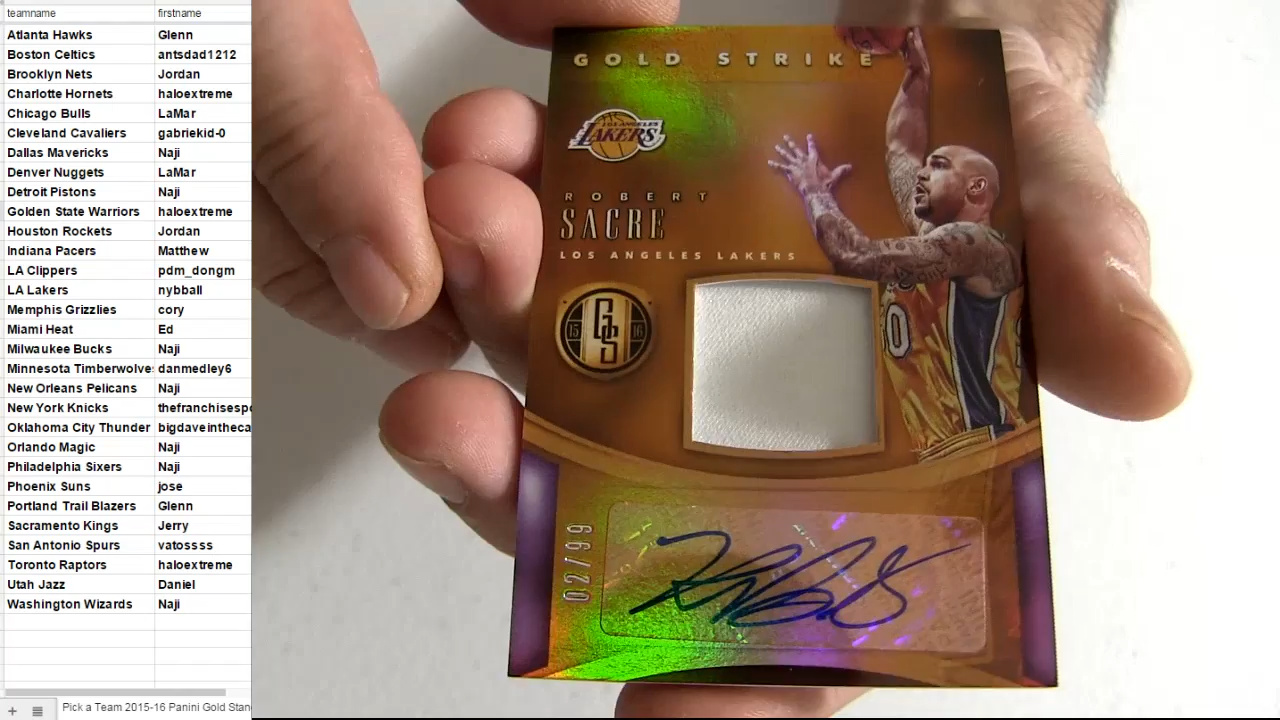 teamname firstname
Atlanta Hawks Glenn
Boston Celtics antsdad1212
Brooklyn Nets Jordan
Charlotte Hornets haloextreme
Chicago Bulls LaMar
Cleveland Cavaliers gabriekid-0
Dallas Mavericks Naji
Denver Nuggets LaMar
Detroit Pistons Naji
Golden State Warriors haloextreme
Houston Rockets Jordan
Indiana Pacers Matthew
LA Clippers pdm_dongm
LA Lakers nybball
Memphis Grizzlies cory
Miami Heat Ed
Milwaukee Bucks Naji
Minnesota Timberwolve danmedley6
New Orleans Pelicans Naji
New York Knicks thefranchisesp
Oklahoma City Thunder bigdaveintheca
Orlando Magic Naji
Philadelphia Sixers Naji
Phoenix Suns jose
Portland Trail Blazers Glenn
Sacramento Kings Jerry
San Antonio Spurs vatossss
Toronto Raptors haloextreme
Utah Jazz Daniel
Washington Wizards Naji
Pick a Team 2015-16 Panini Gold Stan
GOLD STRIKE
LOS ANGELES
LAKERS
ROBERT
SACRE
LOS ANGELES LAKERS
15 GS 16
02/99